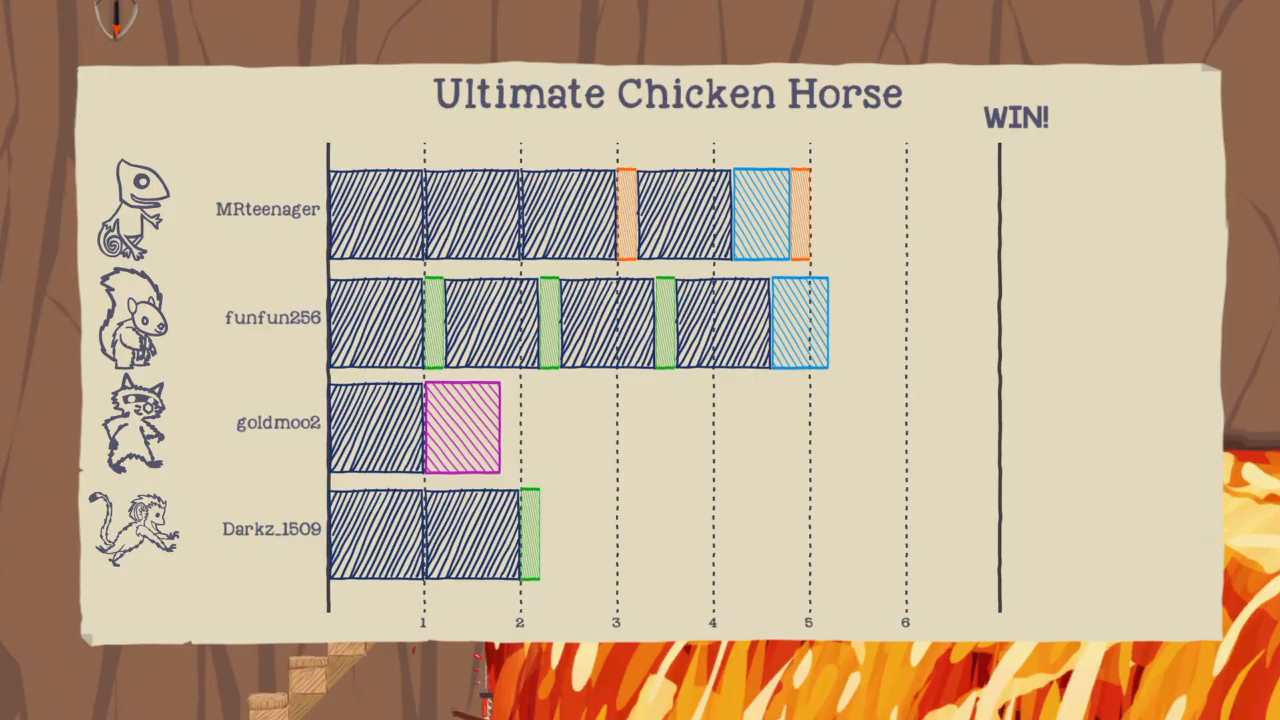 Ultimate Chicken Horse
WIN!
MRteenager
funfun256
goldmoo2
Darkz_1509
1 2 3 4 5 6